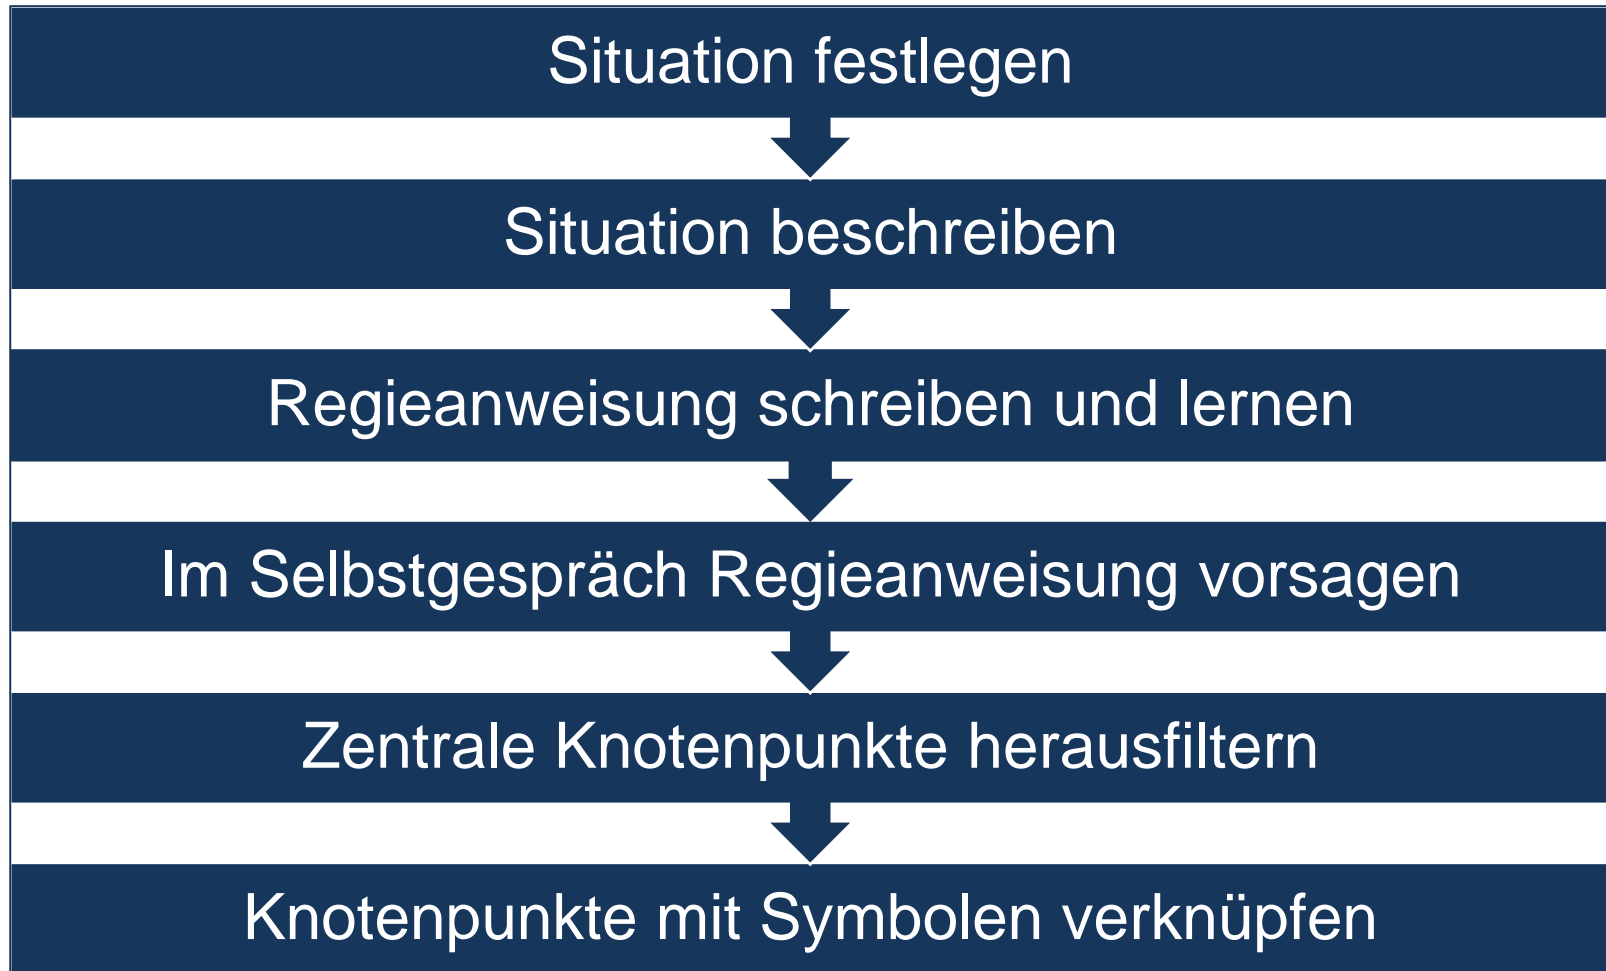 Situation festlegen
Situation beschreiben
Regieanweisung schreiben und lernen
Im Selbstgespräch Regieanweisung vorsagen
Zentrale Knotenpunkte herausfiltern
Knotenpunkte mit Symbolen verknüpfen